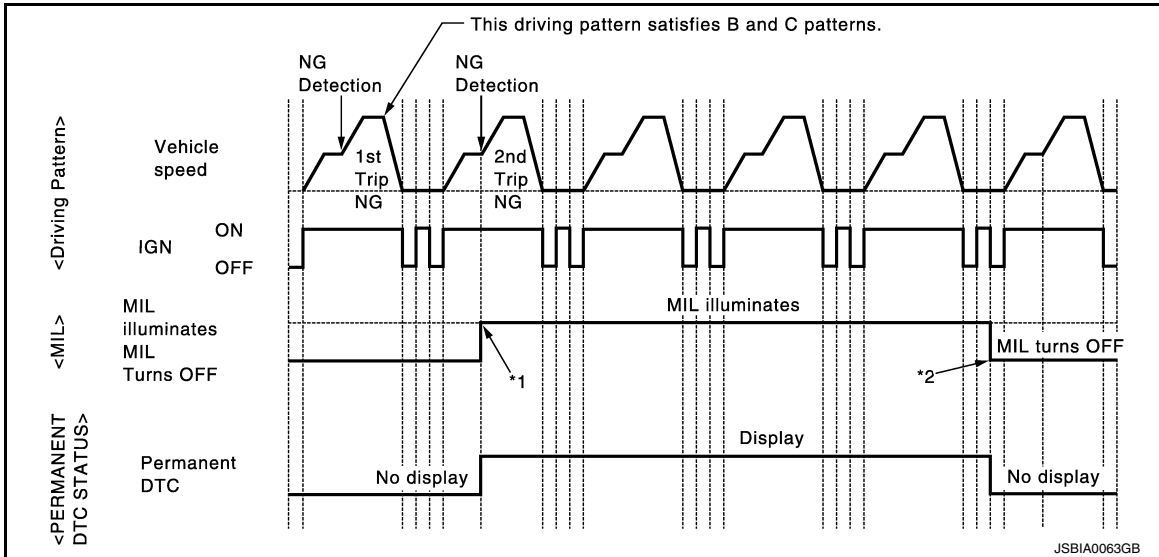 This driving pattern satisfies B and C patterns.
NG
Detection
NG
Detection
<Driving Pattern>
Vehicle
speed
1st
Trip
NG
2nd
Trip
NG
IGN
ON
OFF
<MIL>
MIL
illuminates
MIL
Turns OFF
MIL illuminates
MIL turns OFF
*1
*2
<PERMANENT
DTC STATUS>
Permanent
DTC
No display
Display
No display
JSBIA0063GB